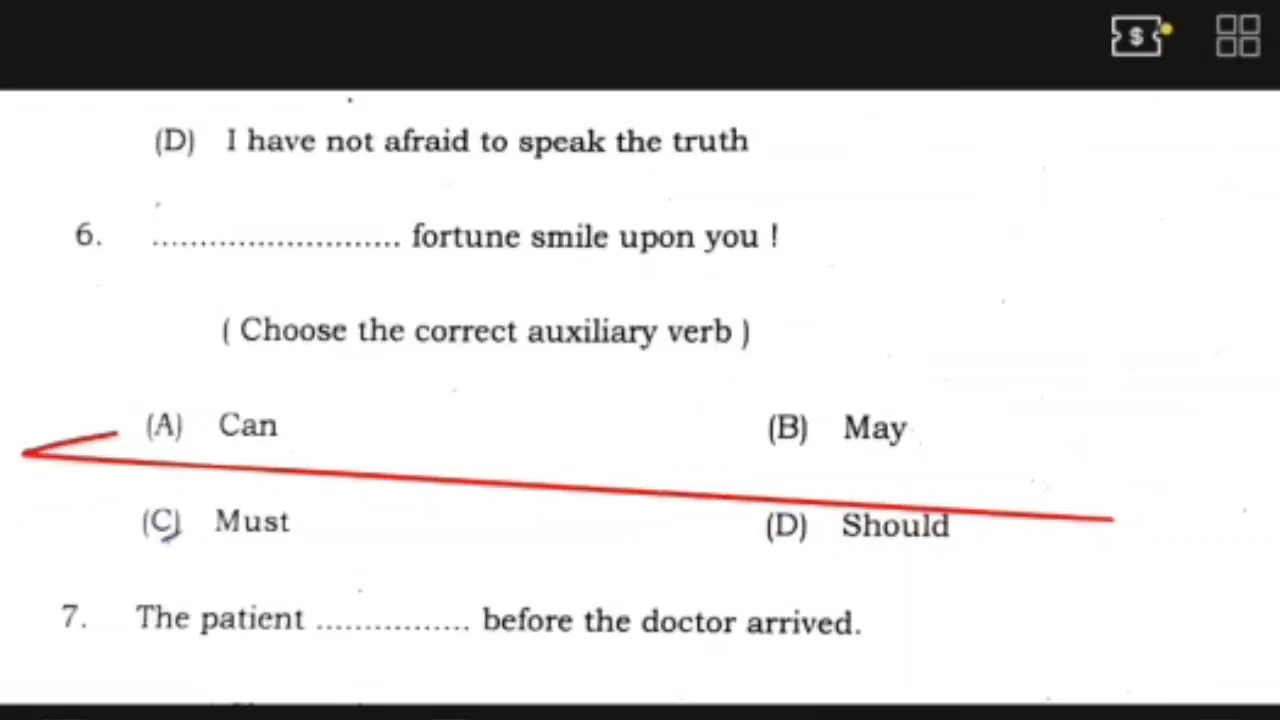 (D) I have not afraid to speak the truth
6. .......................... fortune smile upon you !
( Choose the correct auxiliary verb )
(A) Can (B) May
(C) Must (D) Should
7. The patient ................ before the doctor arrived.